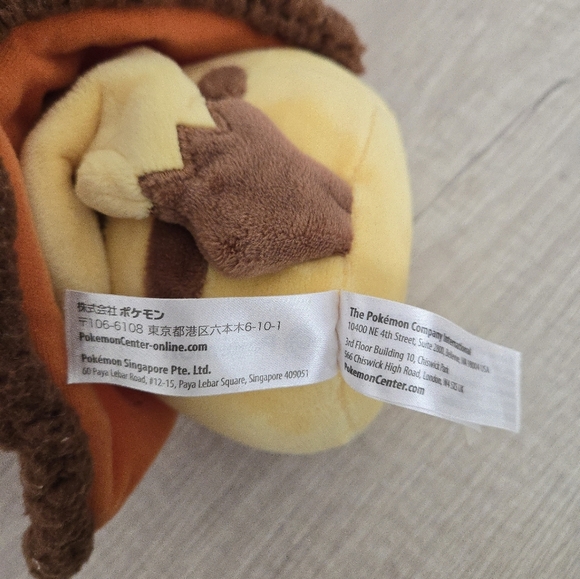 株式会社 ポケモン
〒106-6108 東京都港区六本木6-10-1
PokemonCenter-online.com
Pokémon Singapore Pte. Ltd.
60 Paya Lebar Road, #12-15, Paya Lebar Square, Singapore 409051
The Pokémon Company International
10400 NE 4th Street, Suite 2800, Bellevue, WA 98004 USA
3rd Floor Building 10, Chiswick Park
566 Chiswick High Road, London, W4 5XS UK
PokemonCenter.com